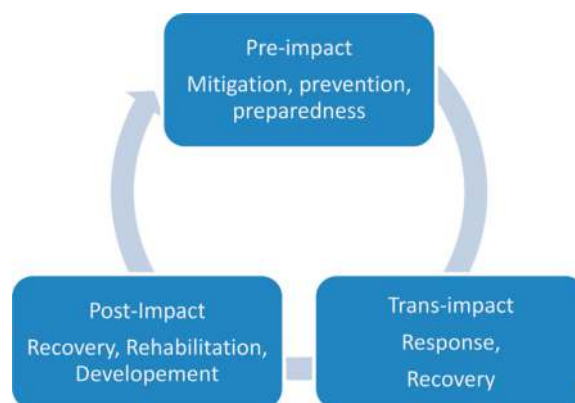 Pre-impact
Mitigation, prevention,
preparedness
Post-Impact
Recovery, Rehabilitation,
Developement
Trans-impact
Response,
Recovery